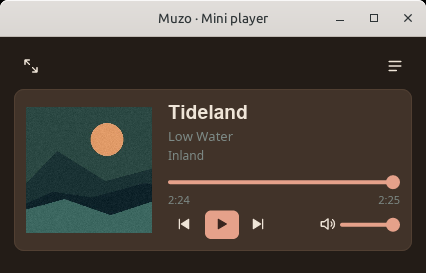 Muzo · Mini player
Tideland
Low Water
Inland
2:24 2:25